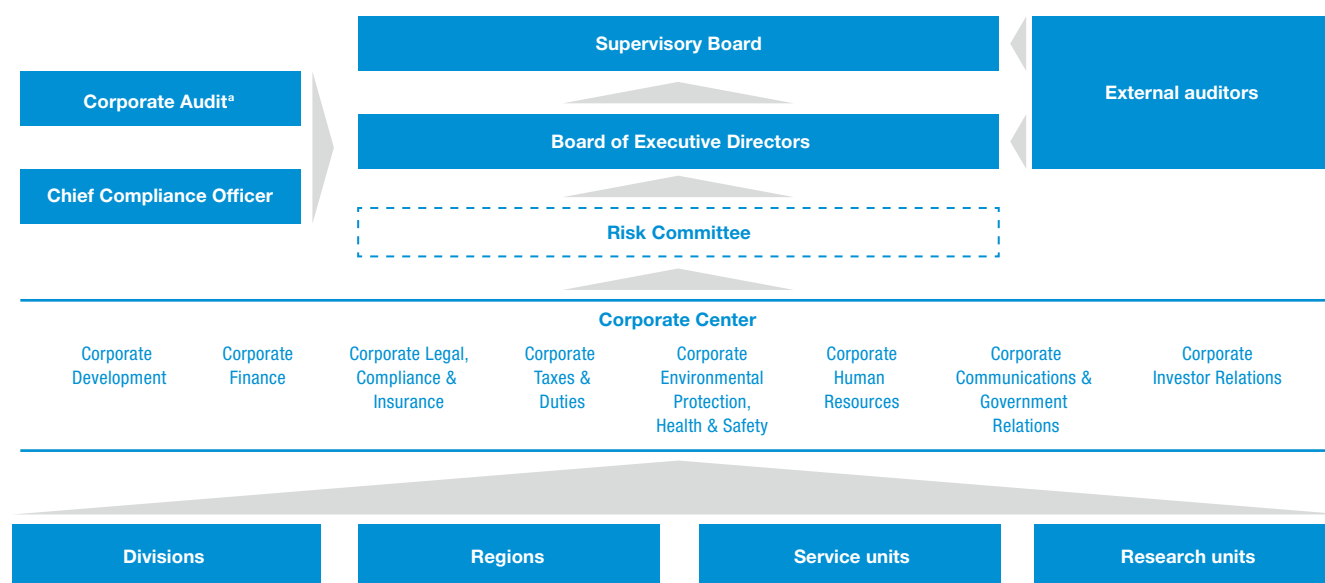 Supervisory Board
Corporate Auditᵃ
External auditors
Board of Executive Directors
Chief Compliance Officer
Risk Committee
Corporate Center
Corporate
Development
Corporate
Finance
Corporate Legal,
Compliance &
Insurance
Corporate
Taxes &
Duties
Corporate
Environmental
Protection,
Health & Safety
Corporate
Human
Resources
Corporate
Communications &
Government
Relations
Corporate
Investor Relations
Divisions
Regions
Service units
Research units